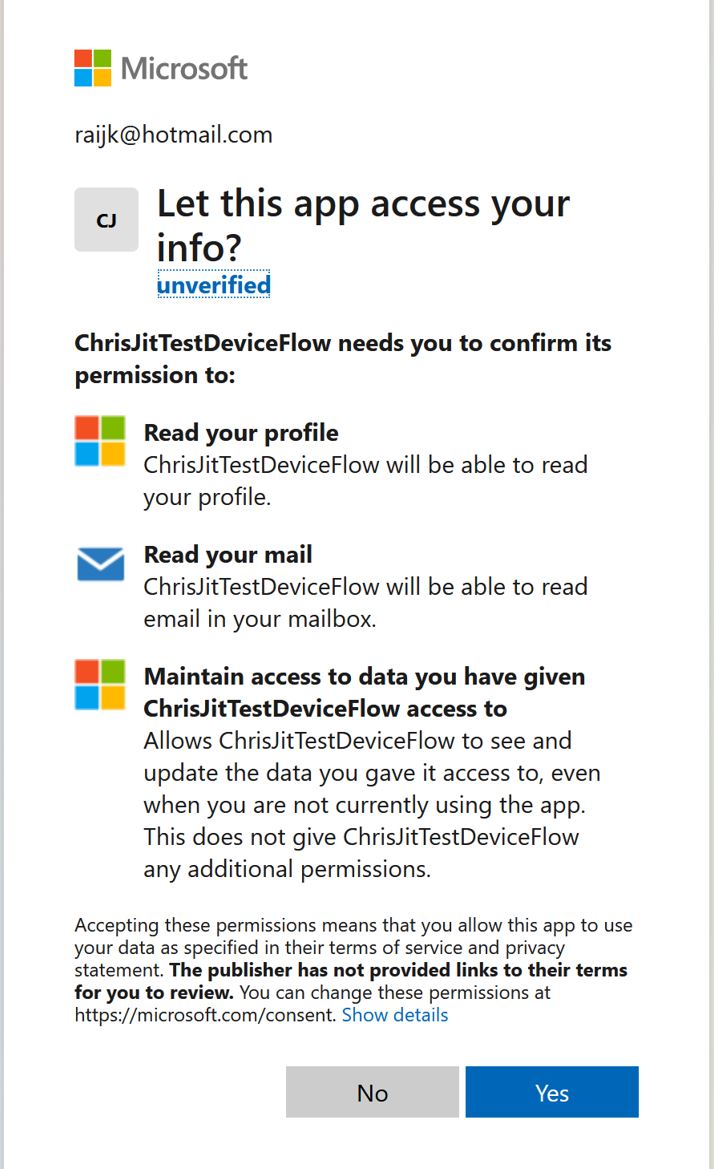 Microsoft
raijk@hotmail.com
CJ
Let this app access your
info?
unverified
ChrisJitTestDeviceFlow needs you to confirm its
permission to:
Read your profile
ChrisJitTestDeviceFlow will be able to read
your profile.
Read your mail
ChrisJitTestDeviceFlow will be able to read
email in your mailbox.
Maintain access to data you have given
ChrisJitTestDeviceFlow access to
Allows ChrisJitTestDeviceFlow to see and
update the data you gave it access to, even
when you are not currently using the app.
This does not give ChrisJitTestDeviceFlow
any additional permissions.
Accepting these permissions means that you allow this app to use
your data as specified in their terms of service and privacy
statement. The publisher has not provided links to their terms
for you to review. You can change these permissions at
https://microsoft.com/consent. Show details
No
Yes